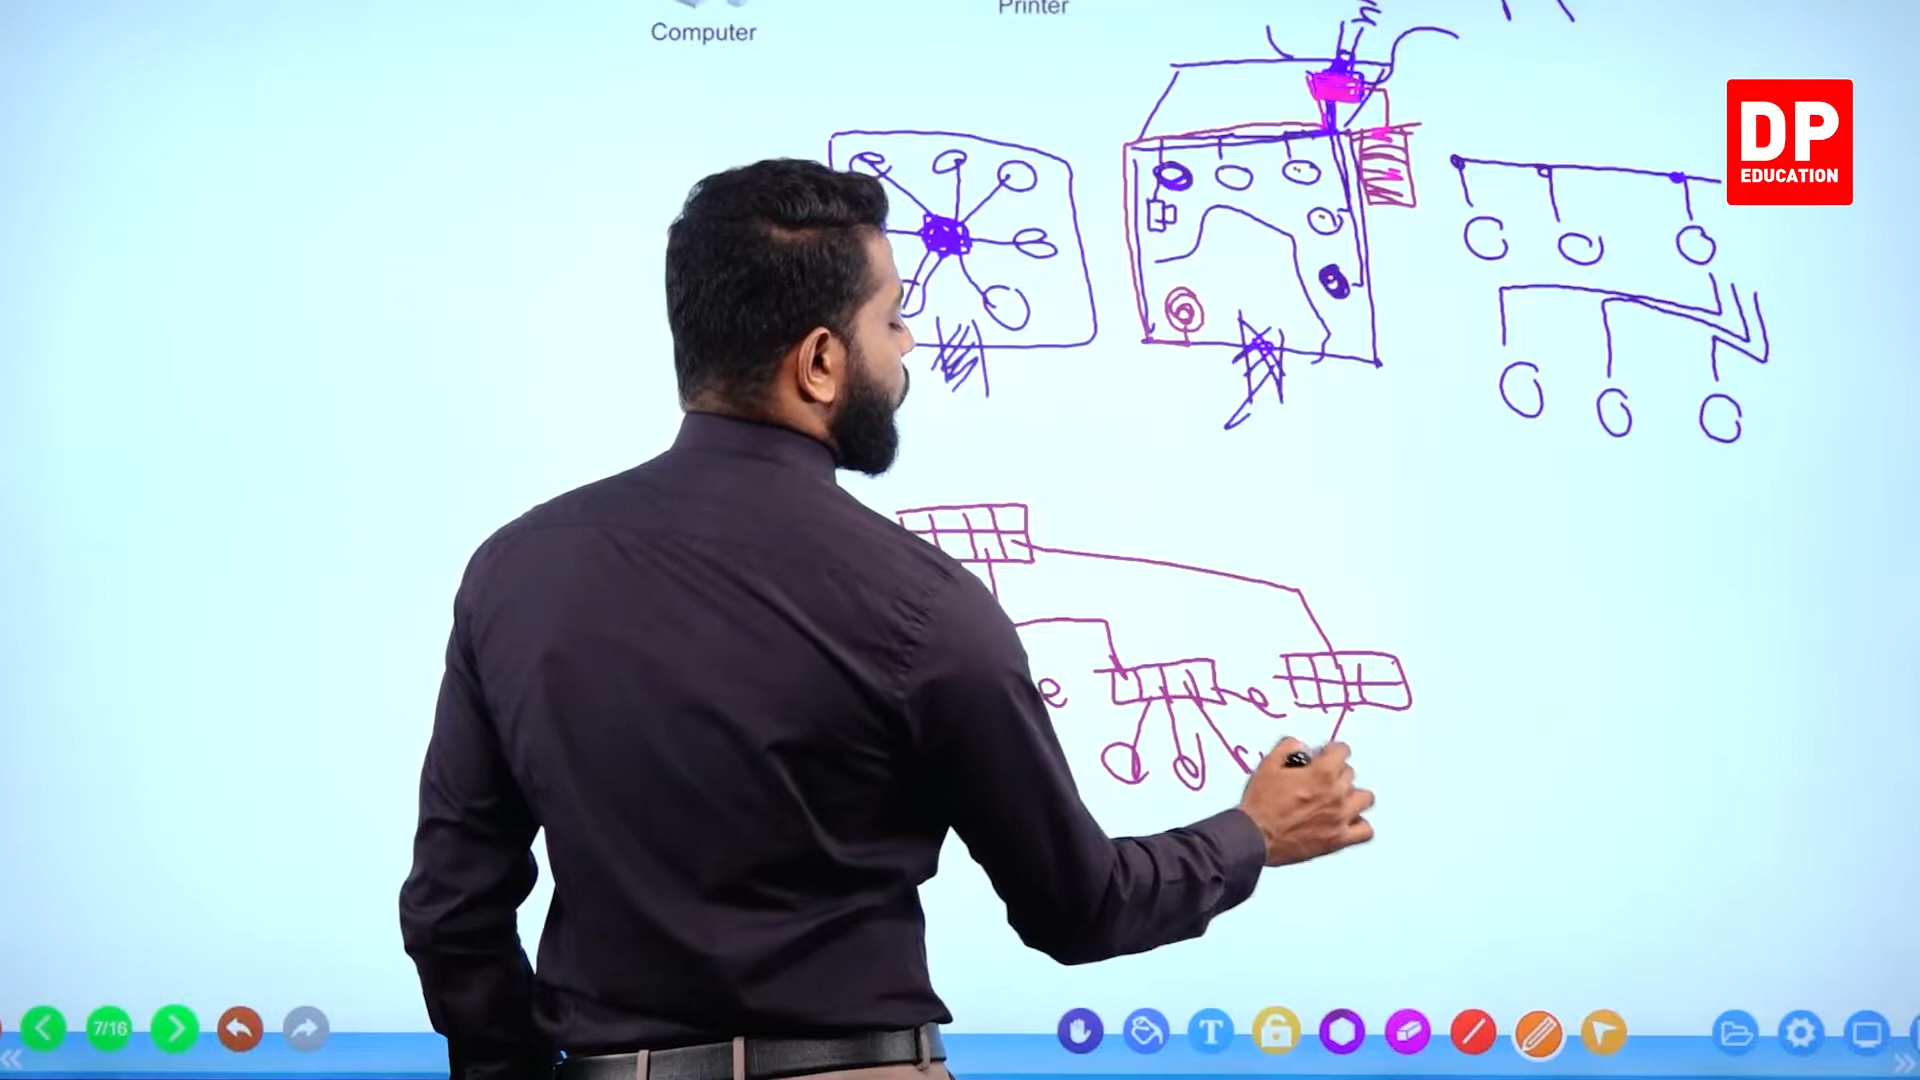 Printer
Computer
DP
EDUCATION
e
e
7/16
T